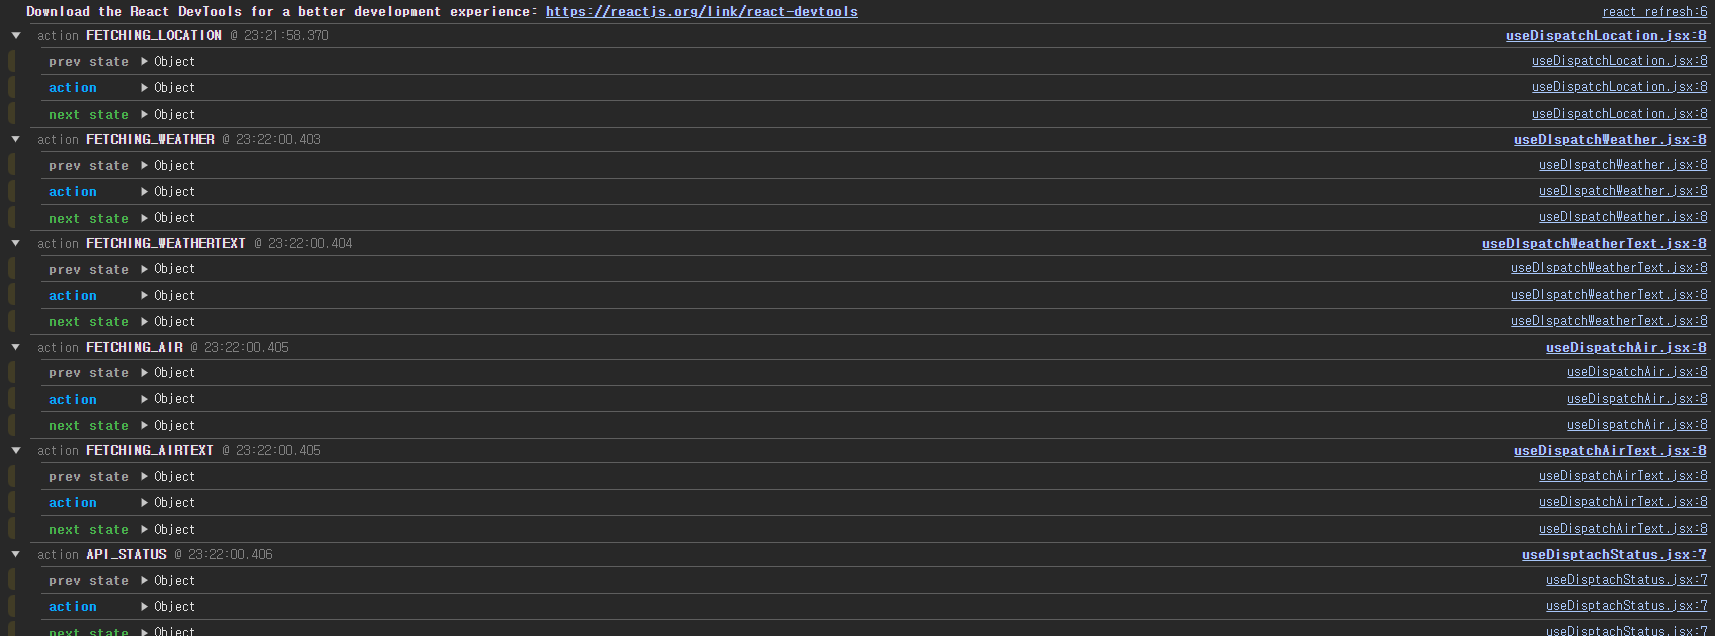 Download the React DevTools for a better development experience: https://reactjs.org/link/react-devtools react refresh:6
action FETCHING_LOCATION @ 23:21:58.370 useDispatchLocation.jsx:8
prev state ▶ Object useDispatchLocation.jsx:8
action ▶ Object useDispatchLocation.jsx:8
next state ▶ Object useDispatchLocation.jsx:8
action FETCHING_WEATHER @ 23:22:00.403 useDIspatchWeather.jsx:8
prev state ▶ Object useDIspatchWeather.jsx:8
action ▶ Object useDIspatchWeather.jsx:8
next state ▶ Object useDIspatchWeather.jsx:8
action FETCHING_WEATHERTEXT @ 23:22:00.404 useDIspatchWeatherText.jsx:8
prev state ▶ Object useDIspatchWeatherText.jsx:8
action ▶ Object useDIspatchWeatherText.jsx:8
next state ▶ Object useDIspatchWeatherText.jsx:8
action FETCHING_AIR @ 23:22:00.405 useDispatchAir.jsx:8
prev state ▶ Object useDispatchAir.jsx:8
action ▶ Object useDispatchAir.jsx:8
next state ▶ Object useDispatchAir.jsx:8
action FETCHING_AIRTEXT @ 23:22:00.405 useDispatchAirText.jsx:8
prev state ▶ Object useDispatchAirText.jsx:8
action ▶ Object useDispatchAirText.jsx:8
next state ▶ Object useDispatchAirText.jsx:8
action API_STATUS @ 23:22:00.406 useDisptachStatus.jsx:7
prev state ▶ Object useDisptachStatus.jsx:7
action ▶ Object useDisptachStatus.jsx:7
next state ▶ Object useDisptachStatus.jsx:7